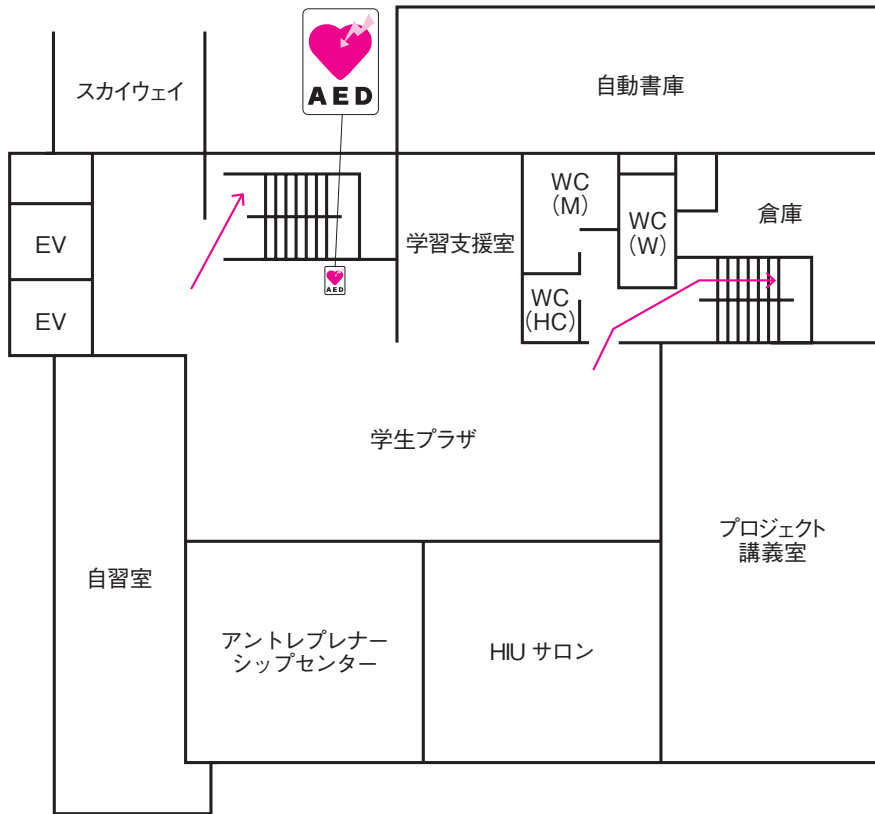 スカイウェイ
AED
自動書庫
EV
EV
AED
学習支援室
WC
(M)
WC
(W)
WC
(HC)
倉庫
学生プラザ
自習室
アントレプレナー
シップセンター
HIU サロン
プロジェクト
講義室